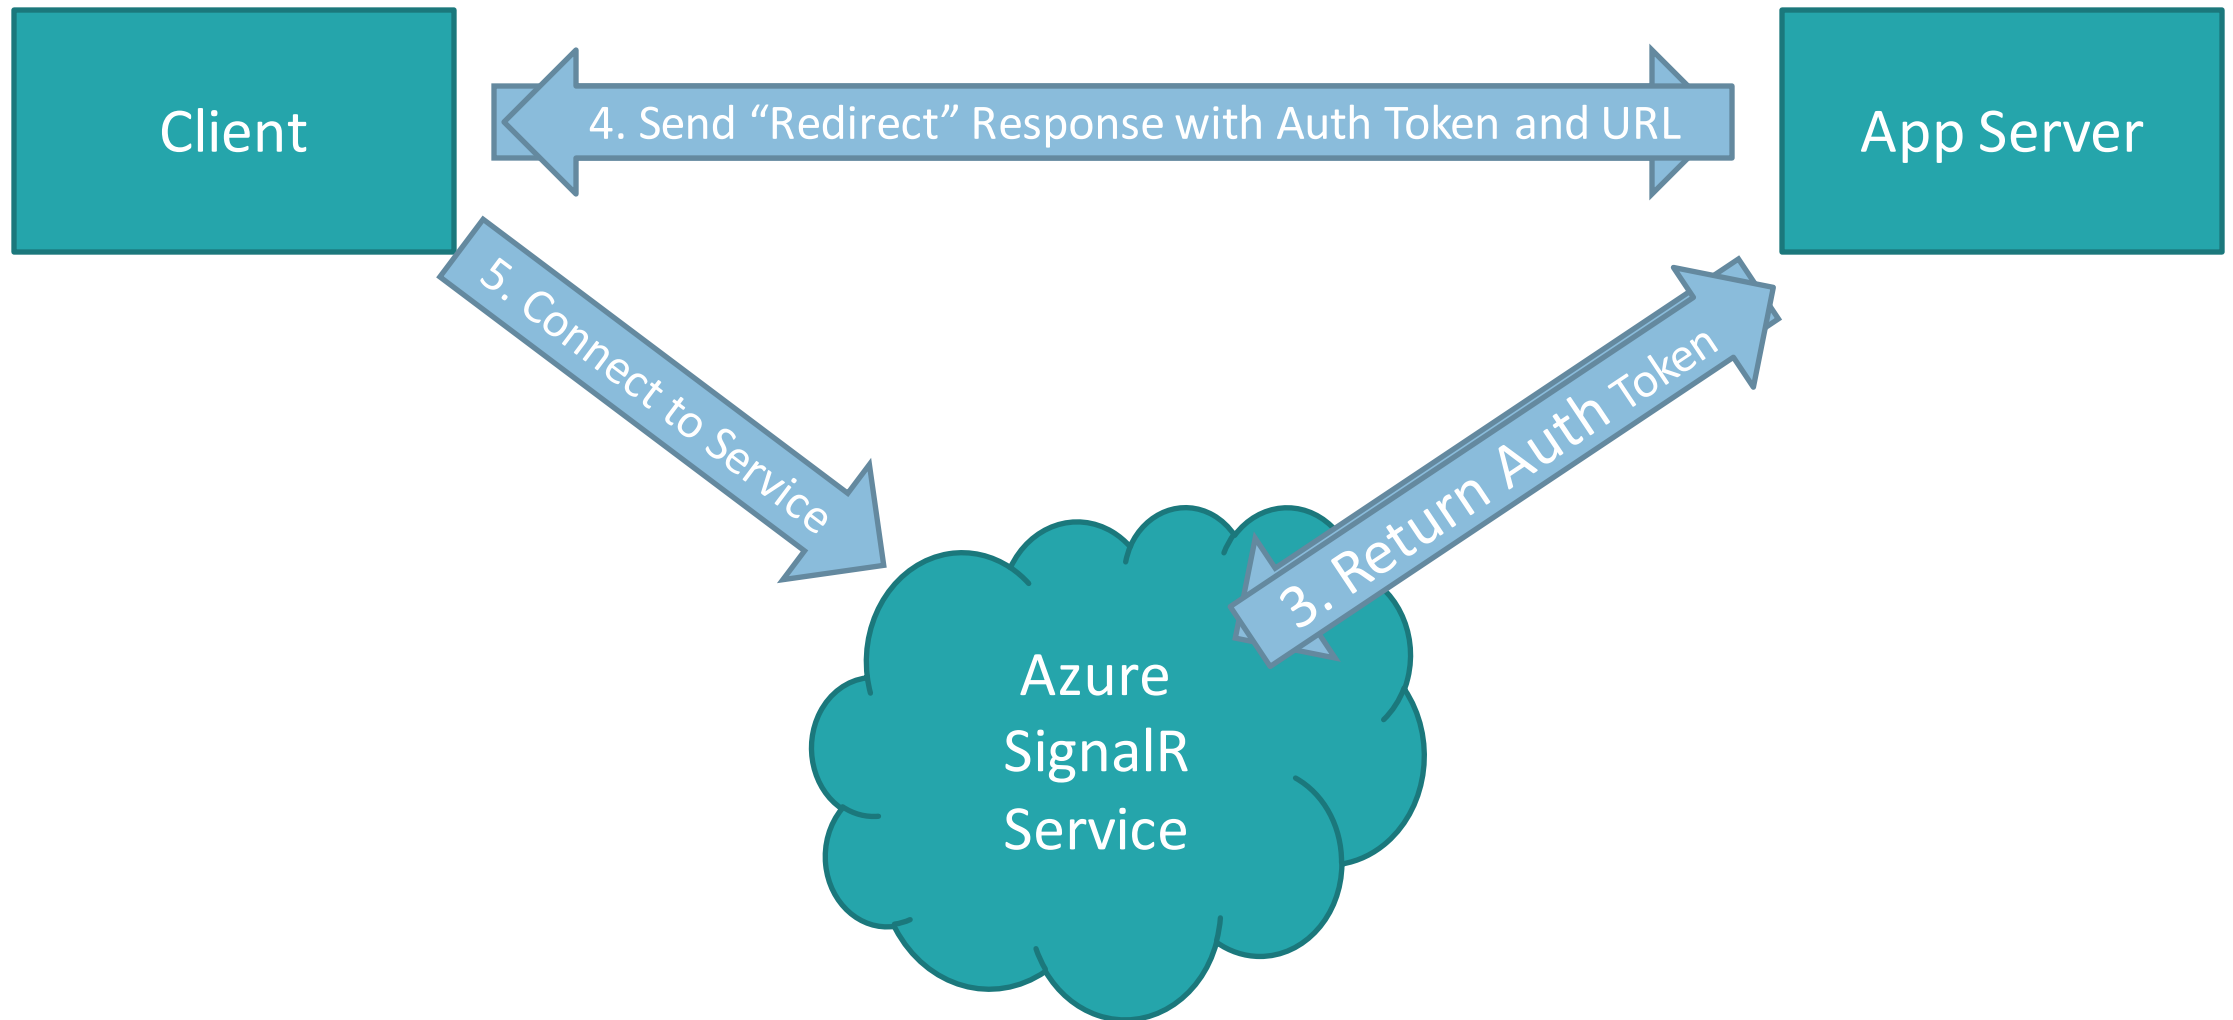 Client
4. Send “Redirect” Response with Auth Token and URL
App Server
5. Connect to Service
3. Return Auth Token
Azure
SignalR
Service